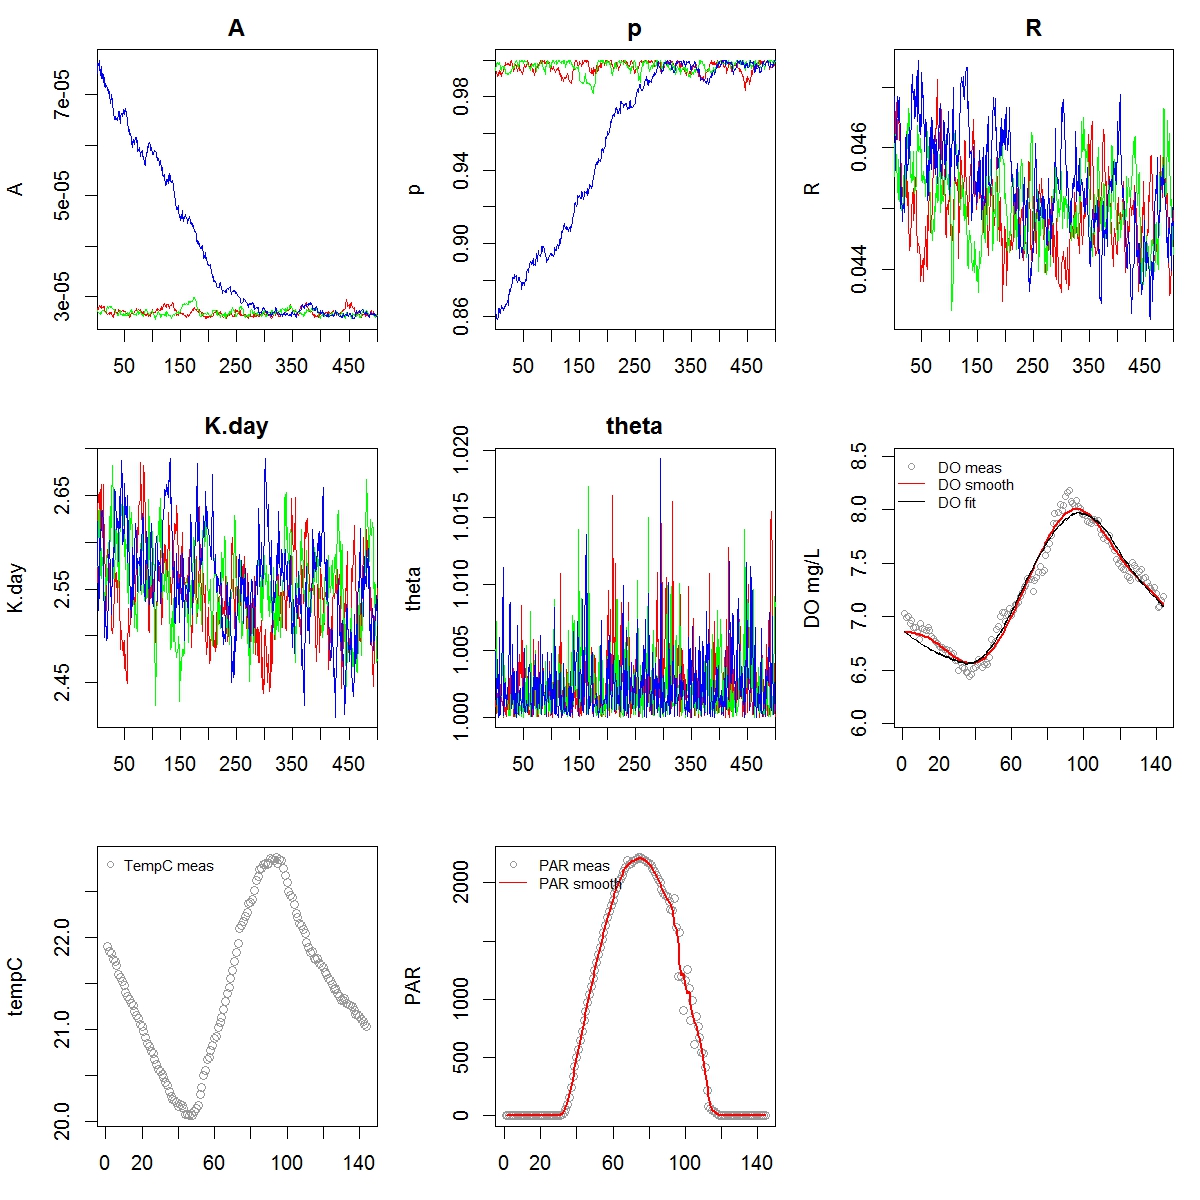 A
A
7e-05
5e-05
3e-05
50 150 250 350 450
p
p
0.98
0.94
0.90
0.86
50 150 250 350 450
R
R
0.046
0.044
50 150 250 350 450
K.day
K.day
2.65
2.55
2.45
50 150 250 350 450
theta
theta
1.020
1.015
1.010
1.005
1.000
50 150 250 350 450
DO mg/L
8.5
8.0
7.5
7.0
6.5
6.0
DO meas
DO smooth
DO fit
0 20 60 100 140
tempC
22.0
21.0
20.0
TempC meas
0 20 60 100 140
PAR
2000
1000
500
0
PAR meas
PAR smooth
0 20 60 100 140